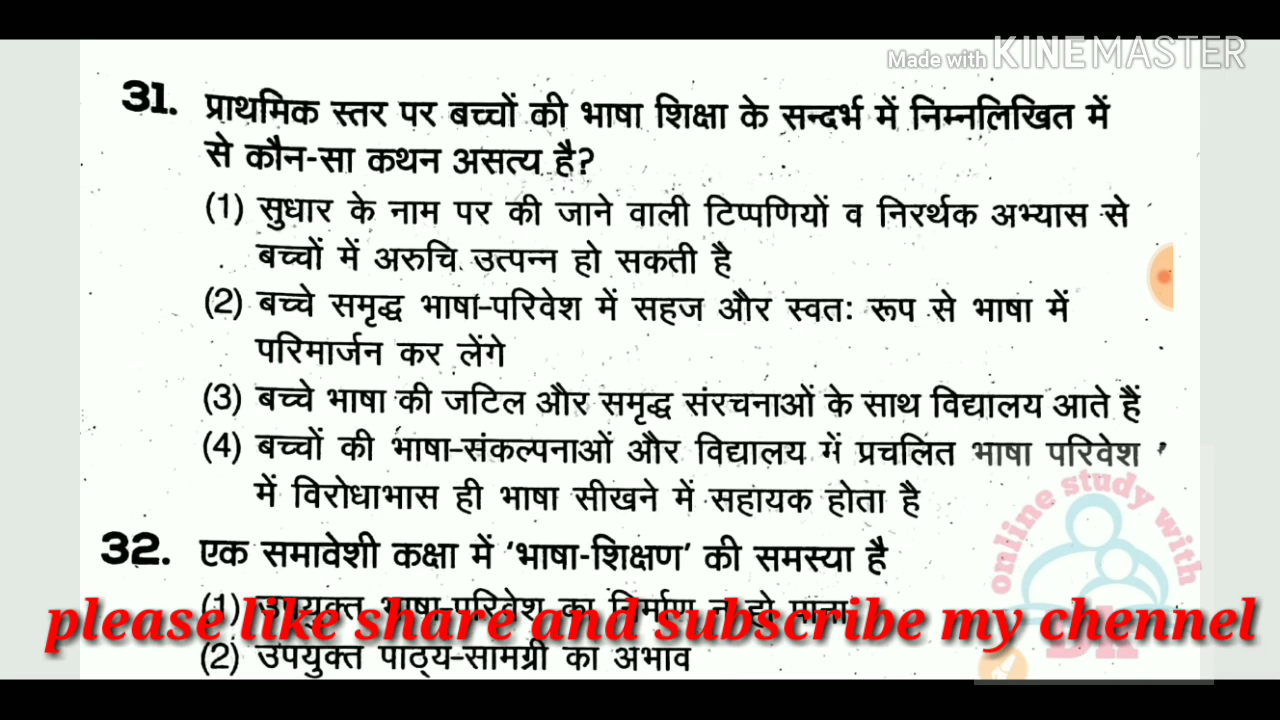 Made with KINEMASTER
31. प्राथमिक स्तर पर बच्चों की भाषा शिक्षा के सन्दर्भ में निम्नलिखित में
से कौन-सा कथन असत्य है?
(1) सुधार के नाम पर की जाने वाली टिप्पणियों व निरर्थक अभ्यास से
बच्चों में अरुचि उत्पन्न हो सकती है
(2) बच्चे समृद्ध भाषा-परिवेश में सहज और स्वतः रूप से भाषा में
परिमार्जन कर लेंगे
(3) बच्चे भाषा की जटिल और समृद्ध संरचनाओं के साथ विद्यालय आते हैं
(4) बच्चों की भाषा-संकल्पनाओं और विद्यालय में प्रचलित भाषा परिवेश
में विरोधाभास ही भाषा सीखने में सहायक होता है
32. एक समावेशी कक्षा में 'भाषा-शिक्षण' की समस्या है
(1) उपयुक्त भाषा-परिवेश का निर्माण न हो पाना
please like share and subscribe my chennel
(2) उपयुक्त पाठ्य-सामग्री का अभाव
online study with
DK